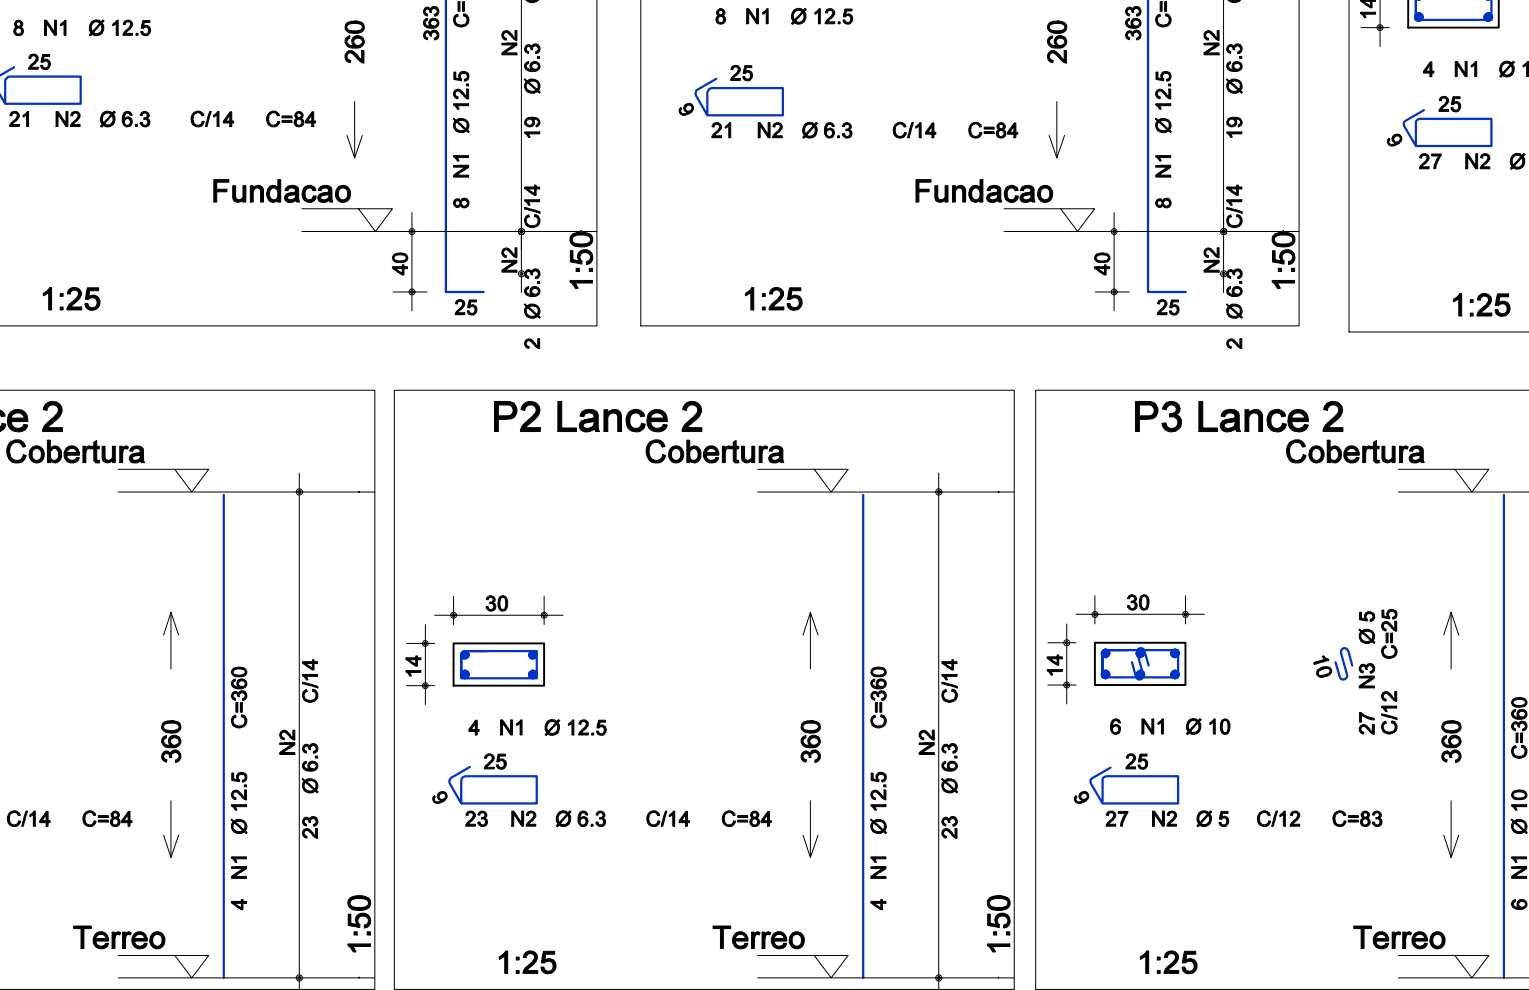 8 N1 Ø 12.5
25
21 N2 Ø 6.3 C/14 C=84
260
363
8 N1 Ø 12.5 C=
N2
19 Ø 6.3
C/14
Fundacao
40
25
N2
2 Ø 6.3
1:50
1:25
8 N1 Ø 12.5
25
9
21 N2 Ø 6.3 C/14 C=84
260
363
8 N1 Ø 12.5 C=
N2
19 Ø 6.3
C/14
Fundacao
40
25
N2
2 Ø 6.3
1:50
1:25
14
4 N1 Ø 1
25
9
27 N2 Ø
1:25
ce 2
Cobertura
360
4 N1 Ø 12.5 C=360
N2
23 Ø 6.3 C/14
C/14 C=84
Terreo
1:50
P2 Lance 2
Cobertura
30
14
4 N1 Ø 12.5
25
9
23 N2 Ø 6.3 C/14 C=84
360
4 N1 Ø 12.5 C=360
N2
23 Ø 6.3 C/14
Terreo
1:50
1:25
P3 Lance 2
Cobertura
30
14
6 N1 Ø 10
25
9
27 N2 Ø 5 C/12 C=83
10
27 N3 Ø 5
C/12 C=25
360
6 N1 Ø 10 C=360
Terreo
1:25